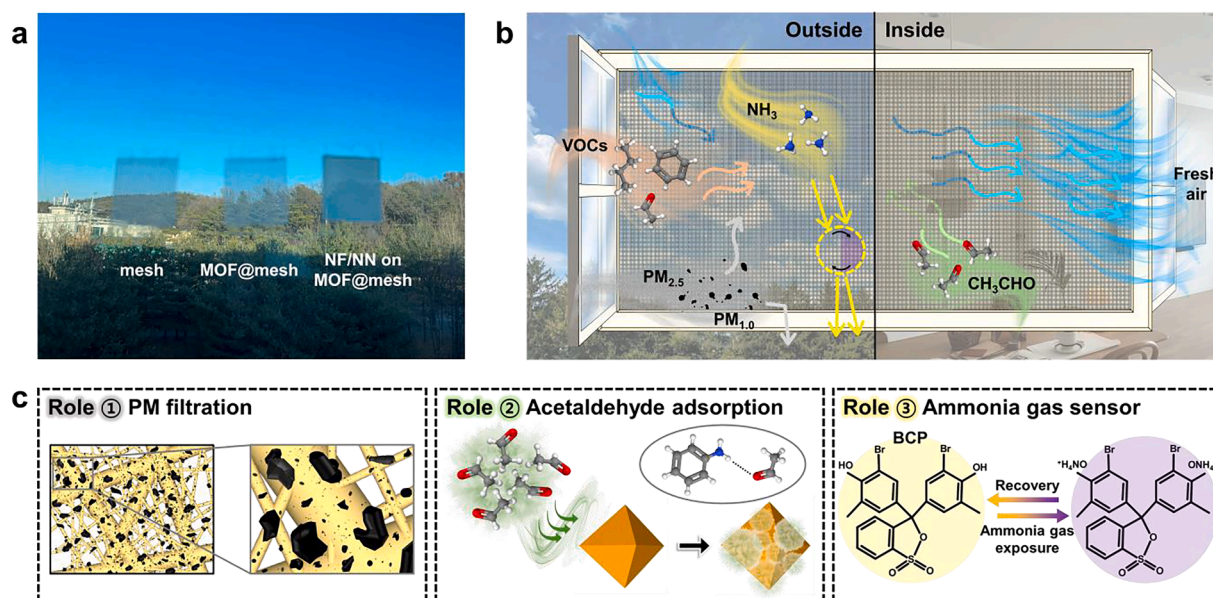 a
mesh
MOF@mesh
NF/NN on
MOF@mesh
b
Outside
Inside
NH₃
VOCs
Fresh
air
PM₂.₅
PM₁.₀
CH₃CHO
c
Role ① PM filtration
Role ② Acetaldehyde adsorption
Role ③ Ammonia gas sensor
BCP
Br
Br
HO
OH
O
S
O
O
Recovery
Ammonia gas
exposure
Br
Br
⁺H₄NO
ONH₄
O
S
O
O